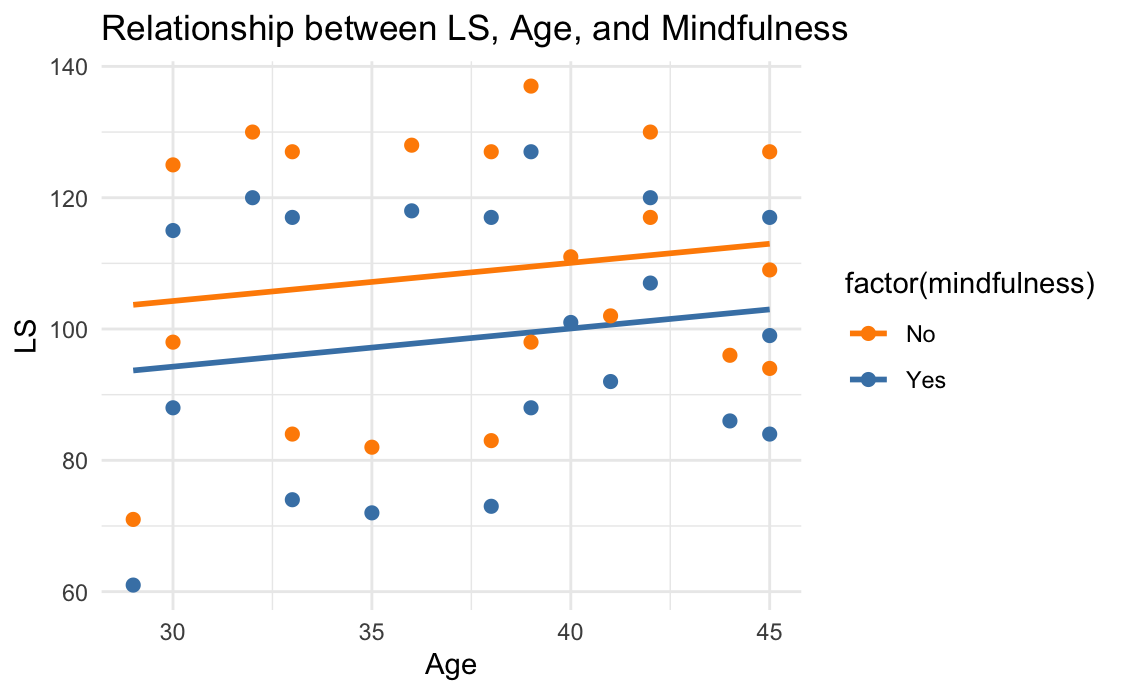 Relationship between LS, Age, and Mindfulness
140
120
100
80
60
LS
30 35 40 45
Age
factor(mindfulness)
No
Yes